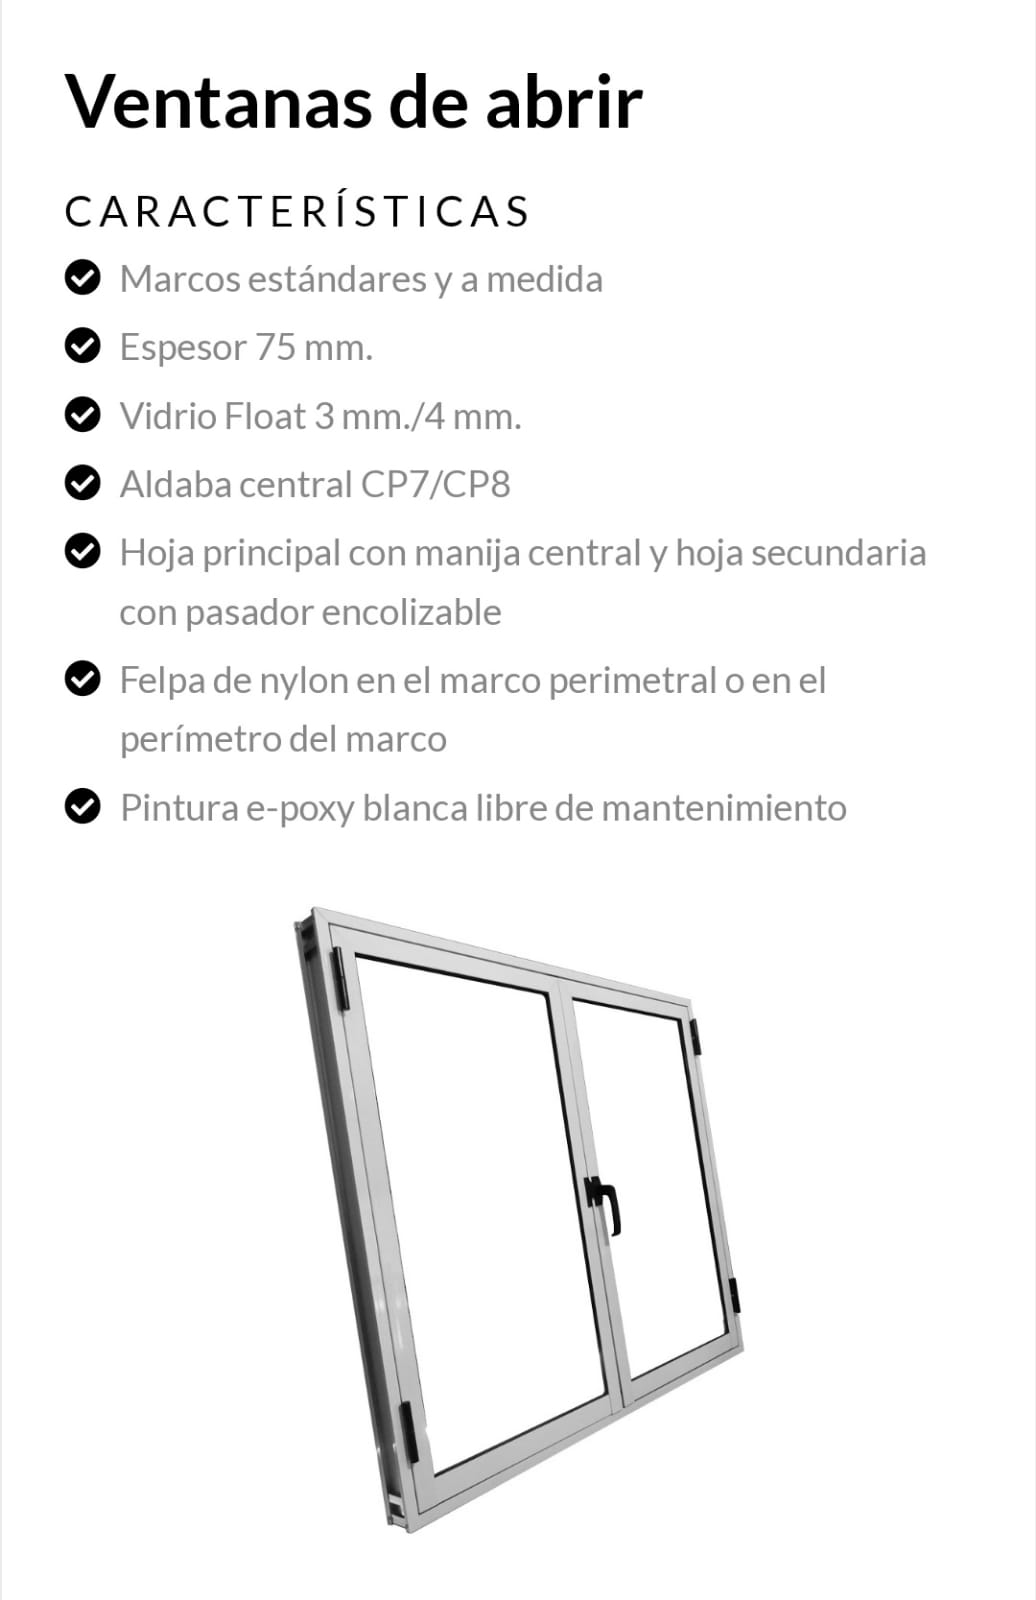 Ventanas de abrir
CARACTERÍSTICAS
Marcos estándares y a medida
Espesor 75 mm.
Vidrio Float 3 mm./4 mm.
Aldaba central CP7/CP8
Hoja principal con manija central y hoja secundaria
con pasador encolizable
Felpa de nylon en el marco perimetral o en el
perímetro del marco
Pintura e-poxy blanca libre de mantenimiento